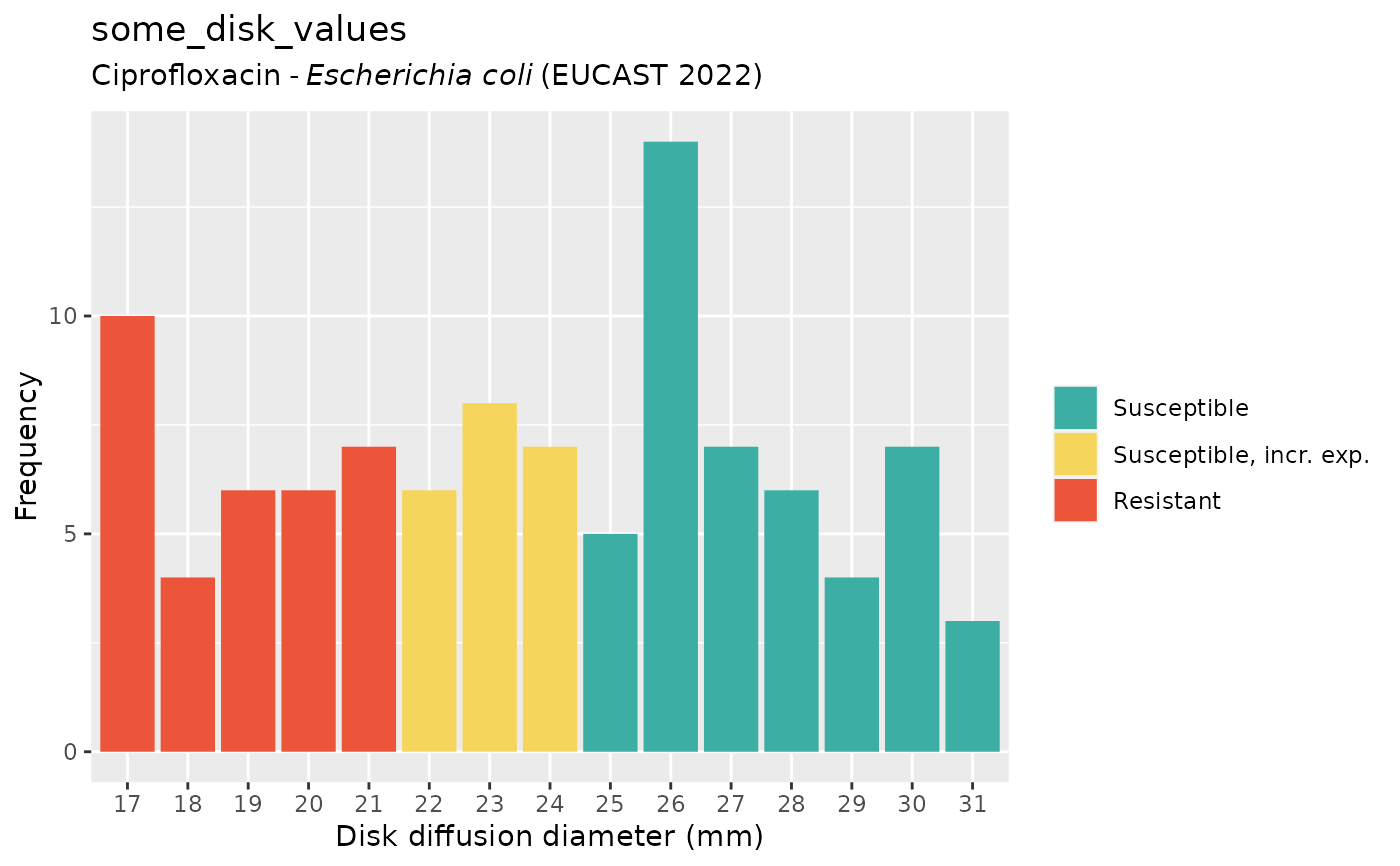 some_disk_values
Ciprofloxacin - Escherichia coli (EUCAST 2022)
Frequency
10
5
0
17 18 19 20 21 22 23 24 25 26 27 28 29 30 31
Disk diffusion diameter (mm)
Susceptible
Susceptible, incr. exp.
Resistant